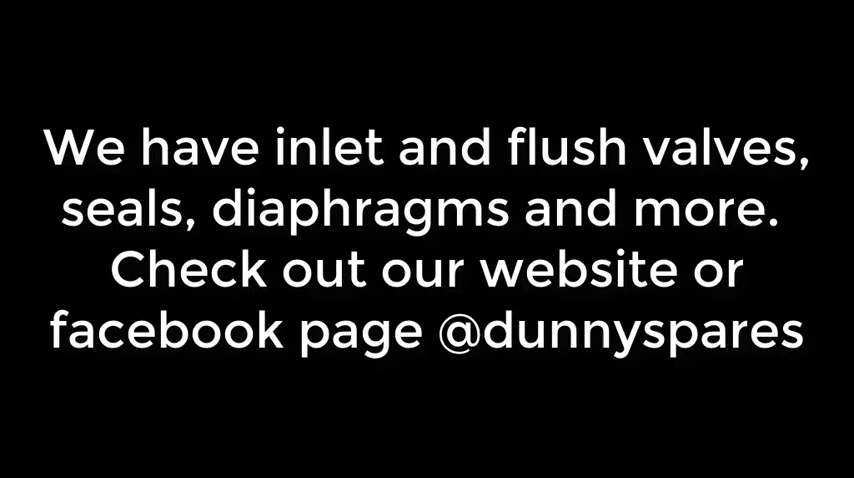 We have inlet and flush valves,
seals, diaphragms and more.
Check out our website or
facebook page @dunnyspares